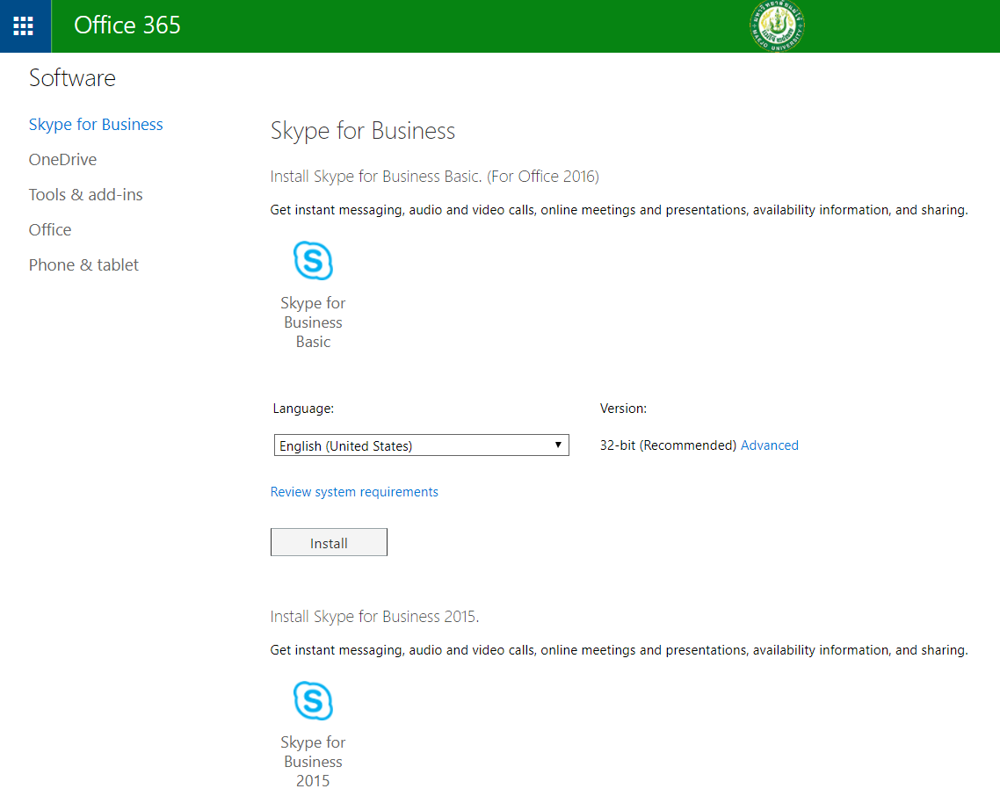 Office 365
MAEJO UNIVERSITY
Software
Skype for Business
OneDrive
Tools & add-ins
Office
Phone & tablet
Skype for Business
Install Skype for Business Basic. (For Office 2016)
Get instant messaging, audio and video calls, online meetings and presentations, availability information, and sharing.
Skype for
Business
Basic
Language:
Version:
English (United States)
32-bit (Recommended) Advanced
Review system requirements
Install
Install Skype for Business 2015.
Get instant messaging, audio and video calls, online meetings and presentations, availability information, and sharing.
Skype for
Business
2015